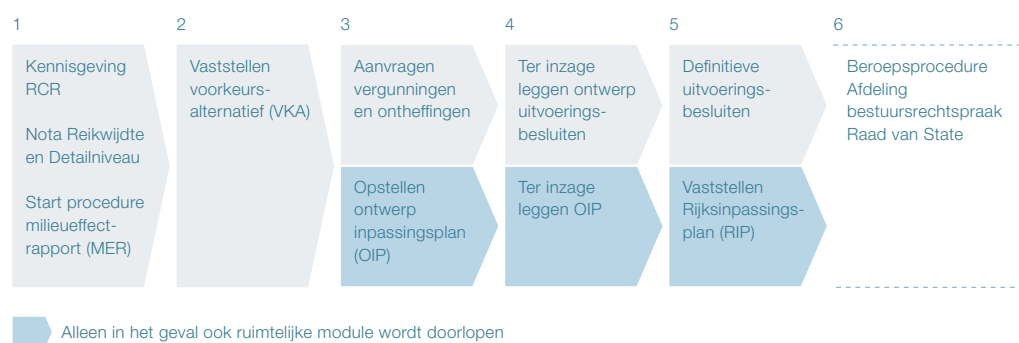 1
Kennisgeving
RCR
Nota Reikwijdte
en Detailniveau
Start procedure
milieueffect-
rapport (MER)
2
Vaststellen
voorkeurs-
alternatief (VKA)
3
Aanvragen
vergunningen
en ontheffingen
Opstellen
ontwerp
inpassingsplan
(OIP)
4
Ter inzage
leggen ontwerp
uitvoerings-
besluiten
Ter inzage
leggen OIP
5
Definitieve
uitvoerings-
besluiten
Vaststellen
Rijksinpassings-
plan (RIP)
6
Beroepsprocedure
Afdeling
bestuursrechtspraak
Raad van State
Alleen in het geval ook ruimtelijke module wordt doorlopen